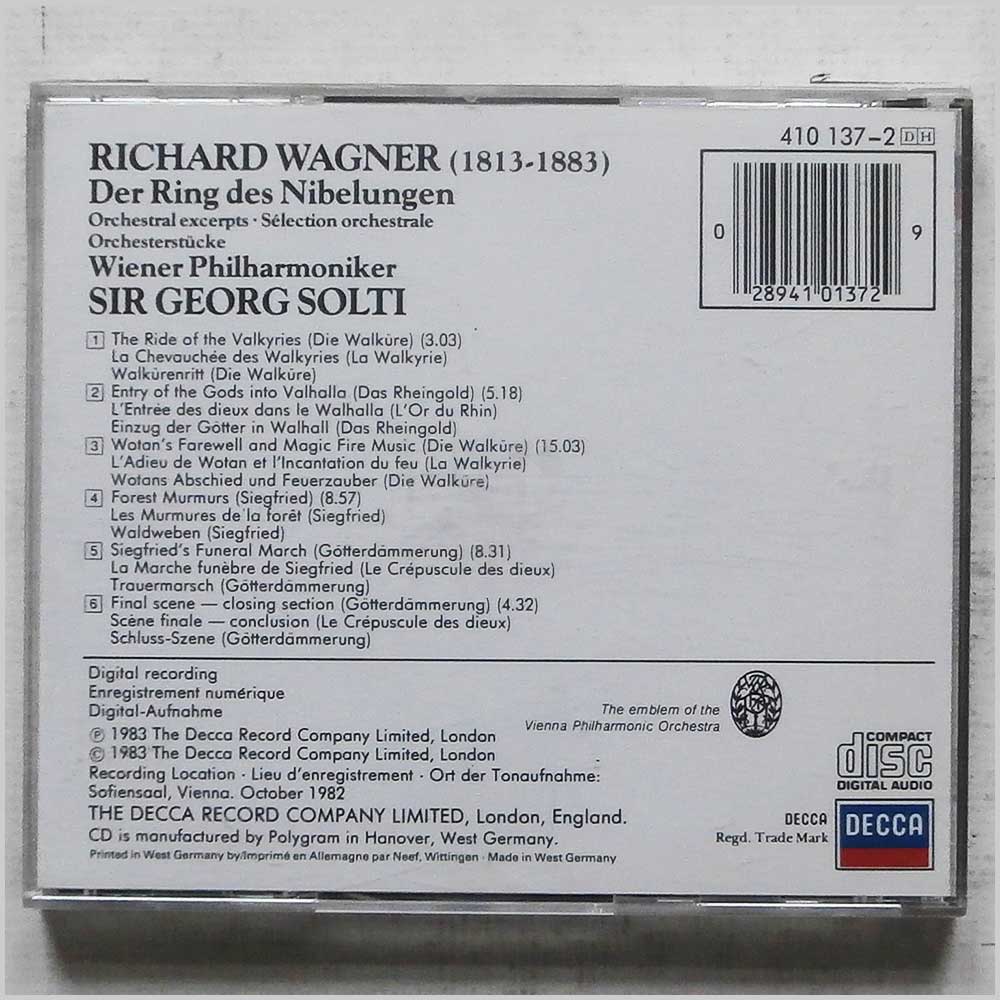 410 137-2 DH
RICHARD WAGNER (1813-1883)
Der Ring des Nibelungen
Orchestral excerpts · Sélection orchestrale
Orchesterstücke
Wiener Philharmoniker
SIR GEORG SOLTI
0 28941 01372 9
1 The Ride of the Valkyries (Die Walküre) (3.03)
La Chevauchée des Walkyries (La Walkyrie)
Walkürenritt (Die Walküre)
2 Entry of the Gods into Valhalla (Das Rheingold) (5.18)
L'Entrée des dieux dans le Walhalla (L'Or du Rhin)
Einzug der Götter in Walhall (Das Rheingold)
3 Wotan's Farewell and Magic Fire Music (Die Walküre) (15.03)
L'Adieu de Wotan et l'Incantation du feu (La Walkyrie)
Wotans Abschied und Feuerzauber (Die Walküre)
4 Forest Murmurs (Siegfried) (8.57)
Les Murmures de la forêt (Siegfried)
Waldweben (Siegfried)
5 Siegfried's Funeral March (Götterdämmerung) (8.31)
La Marche funèbre de Siegfried (Le Crépuscule des dieux)
Trauermarsch (Götterdämmerung)
6 Final scene — closing section (Götterdämmerung) (4.32)
Scène finale — conclusion (Le Crépuscule des dieux)
Schluss-Szene (Götterdämmerung)
Digital recording
Enregistrement numérique
Digital-Aufnahme
The emblem of the
Vienna Philharmonic Orchestra
℗ 1983 The Decca Record Company Limited, London
© 1983 The Decca Record Company Limited, London
Recording Location · Lieu d'enregistrement · Ort der Tonaufnahme:
Sofiensaal, Vienna. October 1982
THE DECCA RECORD COMPANY LIMITED, London, England.
CD is manufactured by Polygram in Hanover, West Germany.
Printed in West Germany by/Imprimé en Allemagne par Neef, Wittingen · Made in West Germany
COMPACT
disc
DIGITAL AUDIO
DECCA
Regd. Trade Mark
DECCA